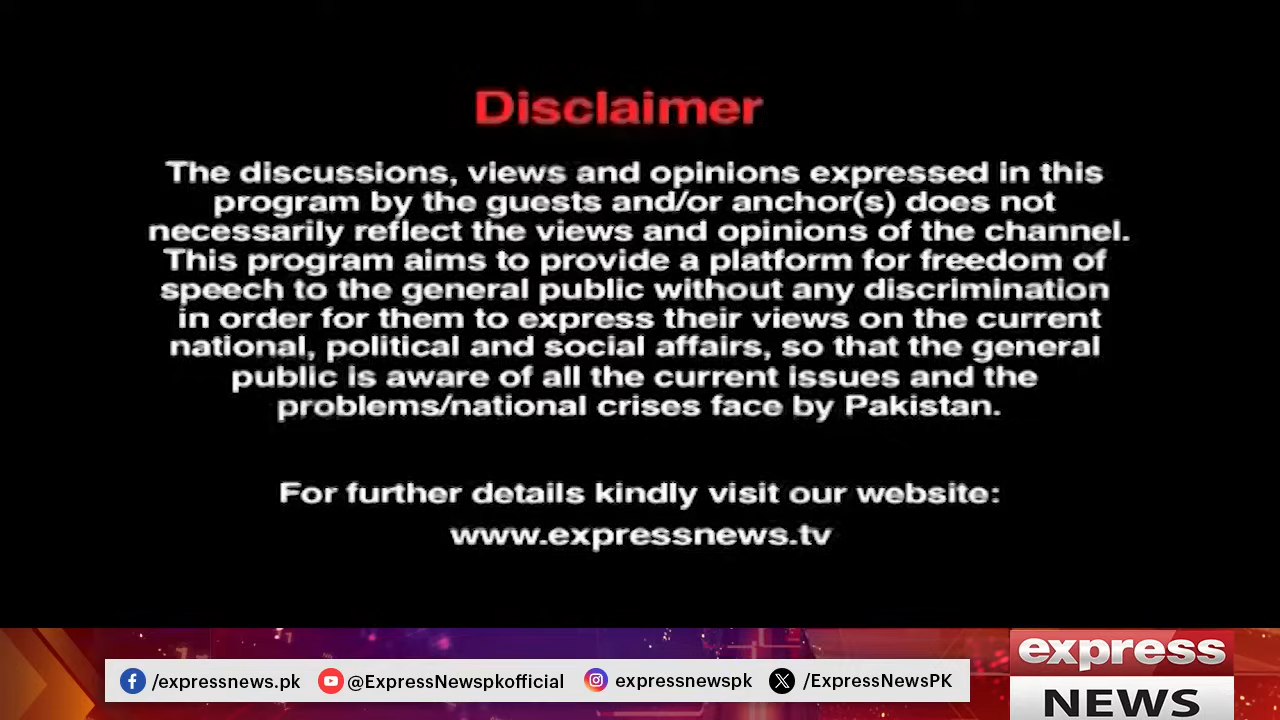 Disclaimer
The discussions, views and opinions expressed in this
program by the guests and/or anchor(s) does not
necessarily reflect the views and opinions of the channel.
This program aims to provide a platform for freedom of
speech to the general public without any discrimination
in order for them to express their views on the current
national, political and social affairs, so that the general
public is aware of all the current issues and the
problems/national crises face by Pakistan.
For further details kindly visit our website:
www.expressnews.tv
/expressnews.pk @ExpressNewspkofficial expressnewspk /ExpressNewsPK
express
NEWS